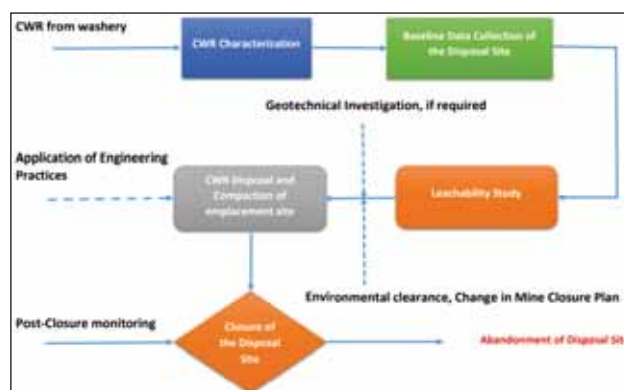 CWR from washery
CWR Characterization
Baseline Data Collection of
the Disposal Site
Geotechnical Investigation, if required
Application of Engineering
Practices
CWR Disposal and
Compaction of
emplacement site
Leachability Study
Environmental clearance, Change in Mine Closure Plan
Post-Closure monitoring
Closure of
the Disposal
Site
Abandonment of Disposal Sit